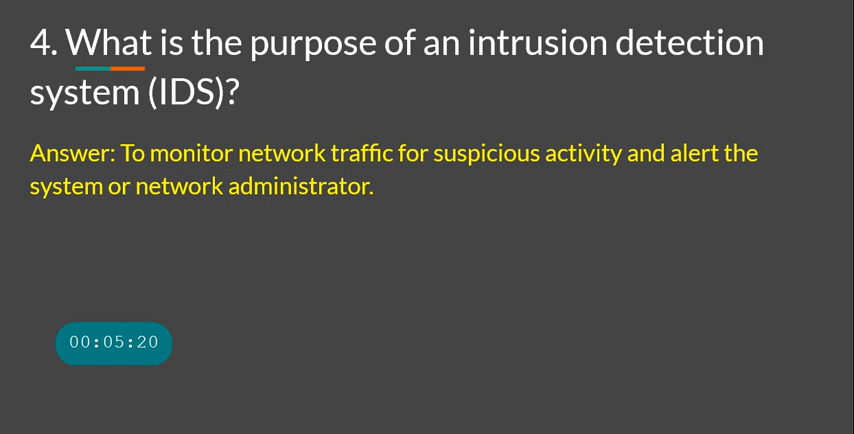 4. What is the purpose of an intrusion detection
system (IDS)?
Answer: To monitor network traffic for suspicious activity and alert the
system or network administrator.
00:05:20